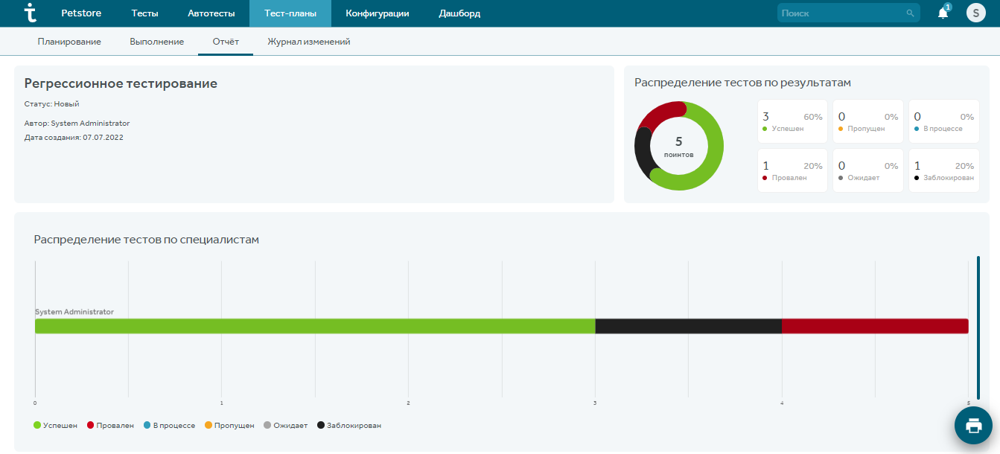 Petstore Тесты Автотесты Тест-планы Конфигурации Дашборд Поиск 1 S
Планирование Выполнение Отчёт Журнал изменений
Регрессионное тестирование
Статус: Новый
Автор: System Administrator
Дата создания: 07.07.2022
Распределение тестов по результатам
5
поинтов
3 60%
Успешен
0 0%
Пропущен
0 0%
В процессе
1 20%
Провален
0 0%
Ожидает
1 20%
Заблокирован
Распределение тестов по специалистам
System Administrator
0 1 2 3 4 5
Успешен Провален В процессе Пропущен Ожидает Заблокирован